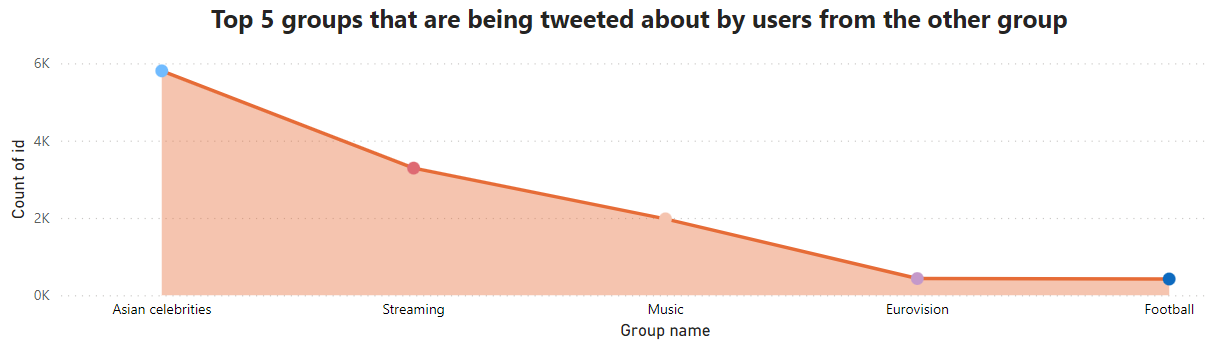 Top 5 groups that are being tweeted about by users from the other group
Count of id
6K
4K
2K
0K
Asian celebrities
Streaming
Music
Eurovision
Football
Group name